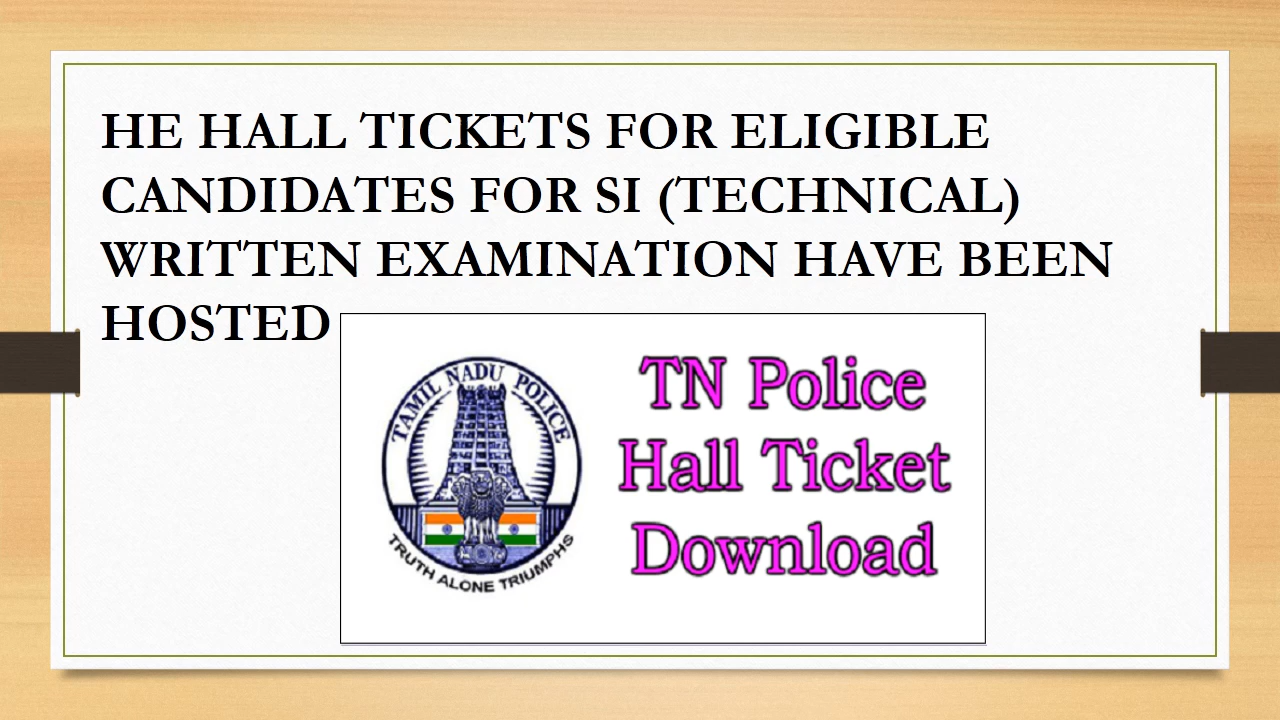 HE HALL TICKETS FOR ELIGIBLE
CANDIDATES FOR SI (TECHNICAL)
WRITTEN EXAMINATION HAVE BEEN
HOSTED
TAMIL NADU POLICE
TRUTH ALONE TRIUMPHS
TN Police
Hall Ticket
Download